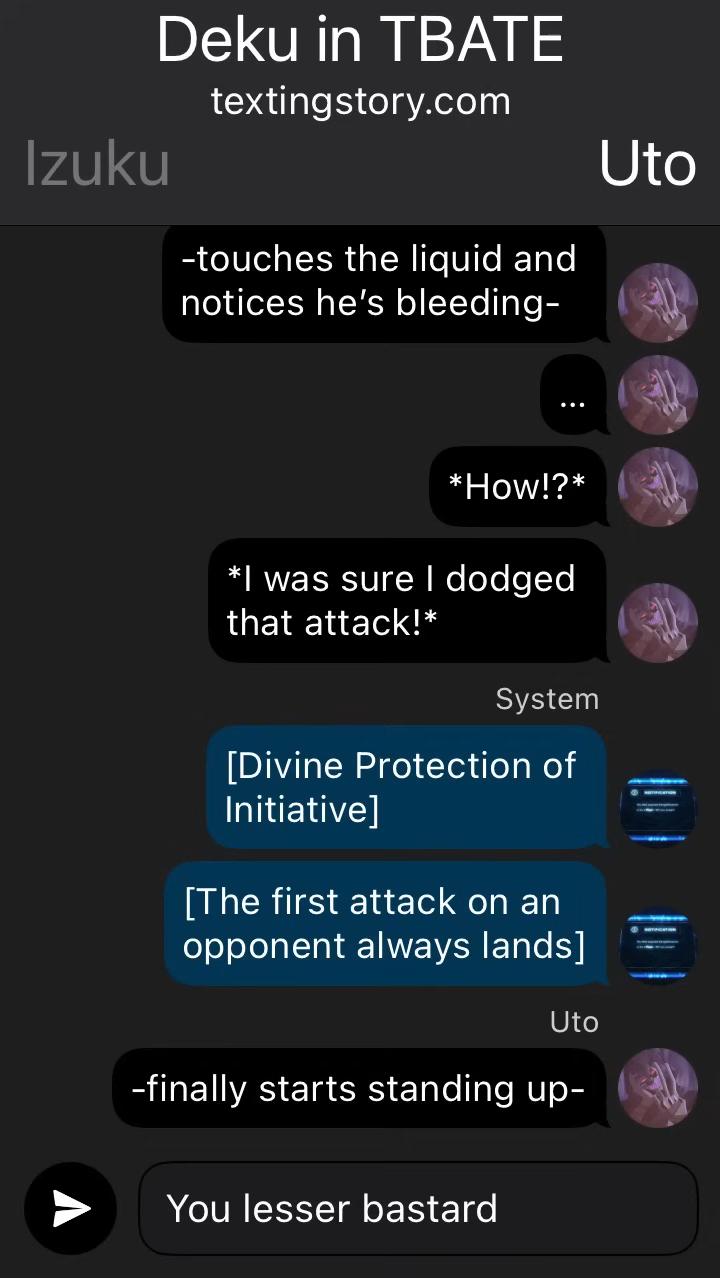 Deku in TBATE
textingstory.com
Izuku
Uto
-touches the liquid and
notices he’s bleeding-
...
*How!?*
*I was sure I dodged
that attack!*
System
[Divine Protection of
Initiative]
NOTIFICATION
[The first attack on an
opponent always lands]
NOTIFICATION
Uto
-finally starts standing up-
You lesser bastard